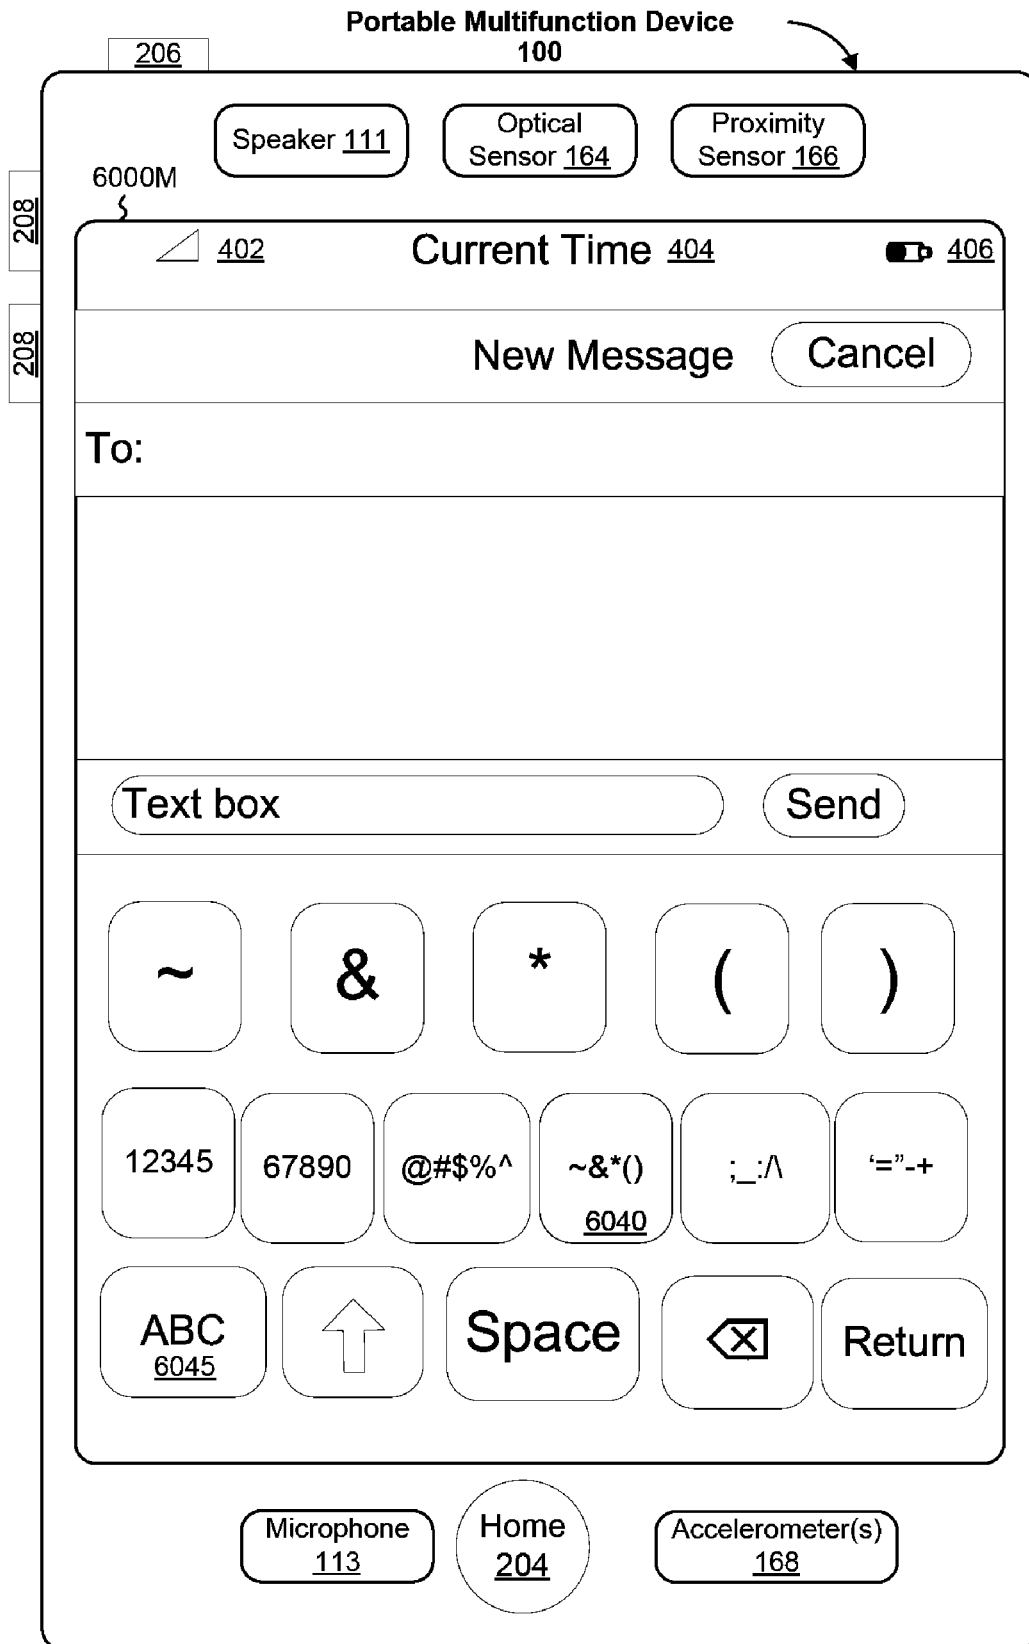 Portable Multifunction Device
100
206
Speaker 111
Optical
Sensor 164
Proximity
Sensor 166
6000M
208
208
402
Current Time 404
406
New Message
Cancel
To:
Text box
Send
~
&
*
(
)
12345
67890
@#$%^
~&*()
6040
;_:/\
‘=”-+
ABC
6045
Space
Return
Microphone
113
Home
204
Accelerometer(s)
168